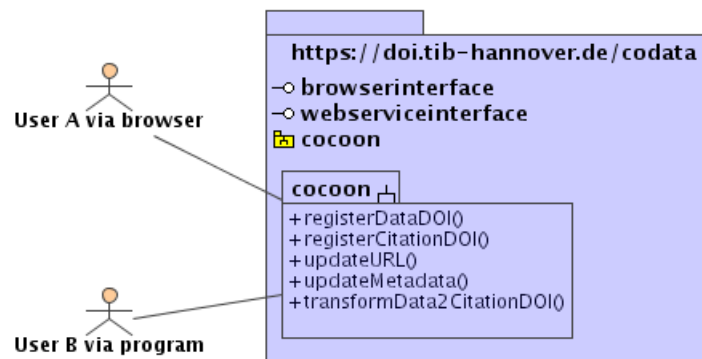 https://doi.tib-hannover.de/codata
browserinterface
webserviceinterface
cocoon
User A via browser
cocoon
+registerDataDOI()
+registerCitationDOI()
+updateURL()
+updateMetadata()
+transformData2CitationDOI()
User B via program